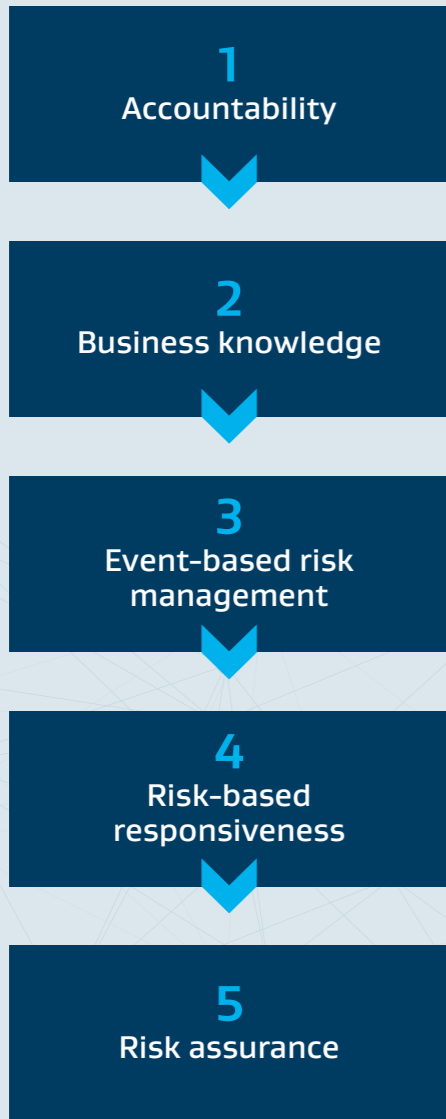 1
Accountability
2
Business knowledge
3
Event-based risk
management
4
Risk-based
responsiveness
5
Risk assurance